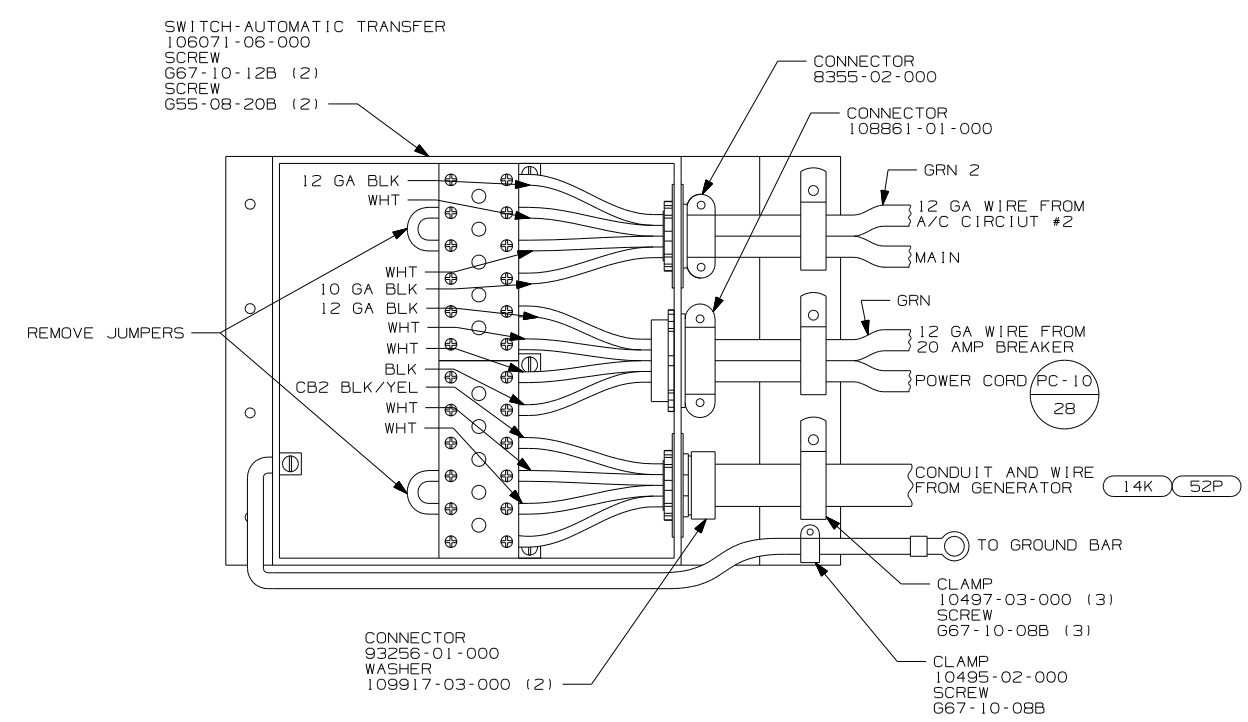 SWITCH-AUTOMATIC TRANSFER
106071-06-000
SCREW
G67-10-12B (2)
SCREW
G55-08-20B (2)
CONNECTOR
8355-02-000
CONNECTOR
108861-01-000
GRN 2
12 GA WIRE FROM
A/C CIRCIUT #2
MAIN
12 GA BLK
WHT
WHT
10 GA BLK
12 GA BLK
WHT
WHT
BLK
CB2 BLK/YEL
WHT
WHT
REMOVE JUMPERS
GRN
12 GA WIRE FROM
20 AMP BREAKER
POWER CORD
PC-10
28
CONDUIT AND WIRE
FROM GENERATOR
14K
52P
TO GROUND BAR
CLAMP
10497-03-000 (3)
SCREW
G67-10-08B (3)
CLAMP
10495-02-000
SCREW
G67-10-08B
CONNECTOR
93256-01-000
WASHER
109917-03-000 (2)